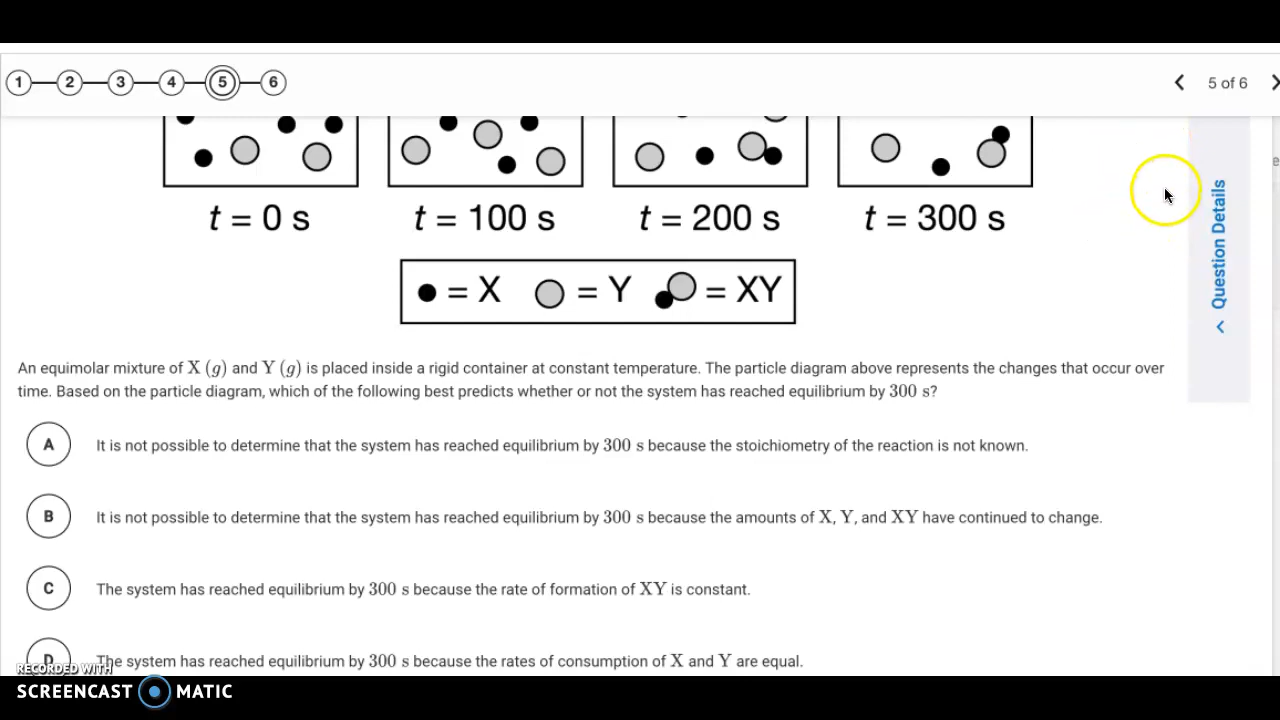 1 2 3 4 5 6 5 of 6
Question Details
t = 0 s t = 100 s t = 200 s t = 300 s
= X = Y = XY
An equimolar mixture of X (g) and Y (g) is placed inside a rigid container at constant temperature. The particle diagram above represents the changes that occur over
time. Based on the particle diagram, which of the following best predicts whether or not the system has reached equilibrium by 300 s?
A It is not possible to determine that the system has reached equilibrium by 300 s because the stoichiometry of the reaction is not known.
B It is not possible to determine that the system has reached equilibrium by 300 s because the amounts of X, Y, and XY have continued to change.
C The system has reached equilibrium by 300 s because the rate of formation of XY is constant.
D The system has reached equilibrium by 300 s because the rates of consumption of X and Y are equal.
RECORDED WITH
SCREENCAST MATIC